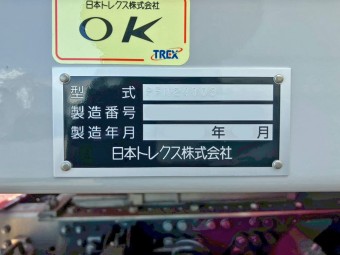 日本トレクス株式会社
OK
TREX
型式
製造番号
製造年月 年 月
日本トレクス株式会社